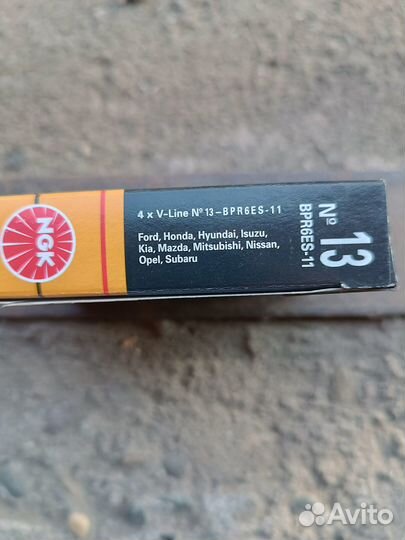 NGK
4 x V-Line Nº 13-BPR6ES-11
Ford, Honda, Hyundai, Isuzu,
Kia, Mazda, Mitsubishi, Nissan,
Opel, Subaru
Nº 13
BPR6ES-11
Avito